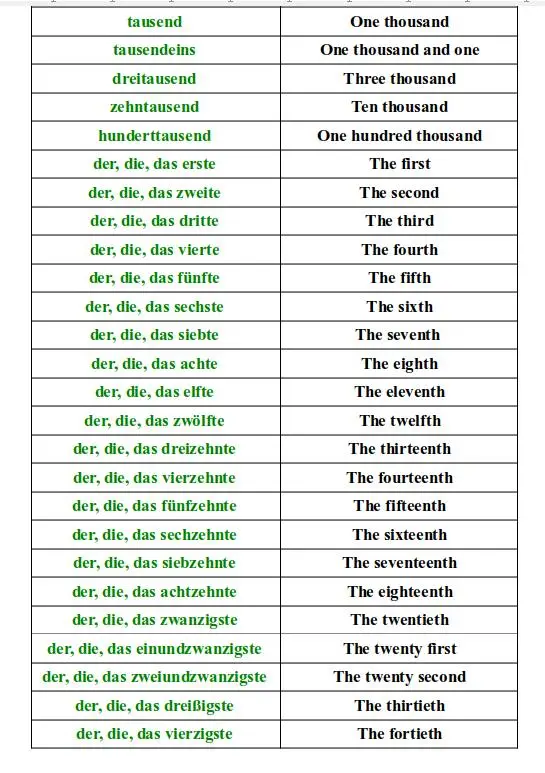 tausend One thousand
tausendeins One thousand and one
dreitausend Three thousand
zehntausend Ten thousand
hunderttausend One hundred thousand
der, die, das erste The first
der, die, das zweite The second
der, die, das dritte The third
der, die, das vierte The fourth
der, die, das fünfte The fifth
der, die, das sechste The sixth
der, die, das siebte The seventh
der, die, das achte The eighth
der, die, das elfte The eleventh
der, die, das zwölfte The twelfth
der, die, das dreizehnte The thirteenth
der, die, das vierzehnte The fourteenth
der, die, das fünfzehnte The fifteenth
der, die, das sechzehnte The sixteenth
der, die, das siebzehnte The seventeenth
der, die, das achtzehnte The eighteenth
der, die, das zwanzigste The twentieth
der, die, das einundzwanzigste The twenty first
der, die, das zweiundzwanzigste The twenty second
der, die, das dreißigste The thirtieth
der, die, das vierzigste The fortieth